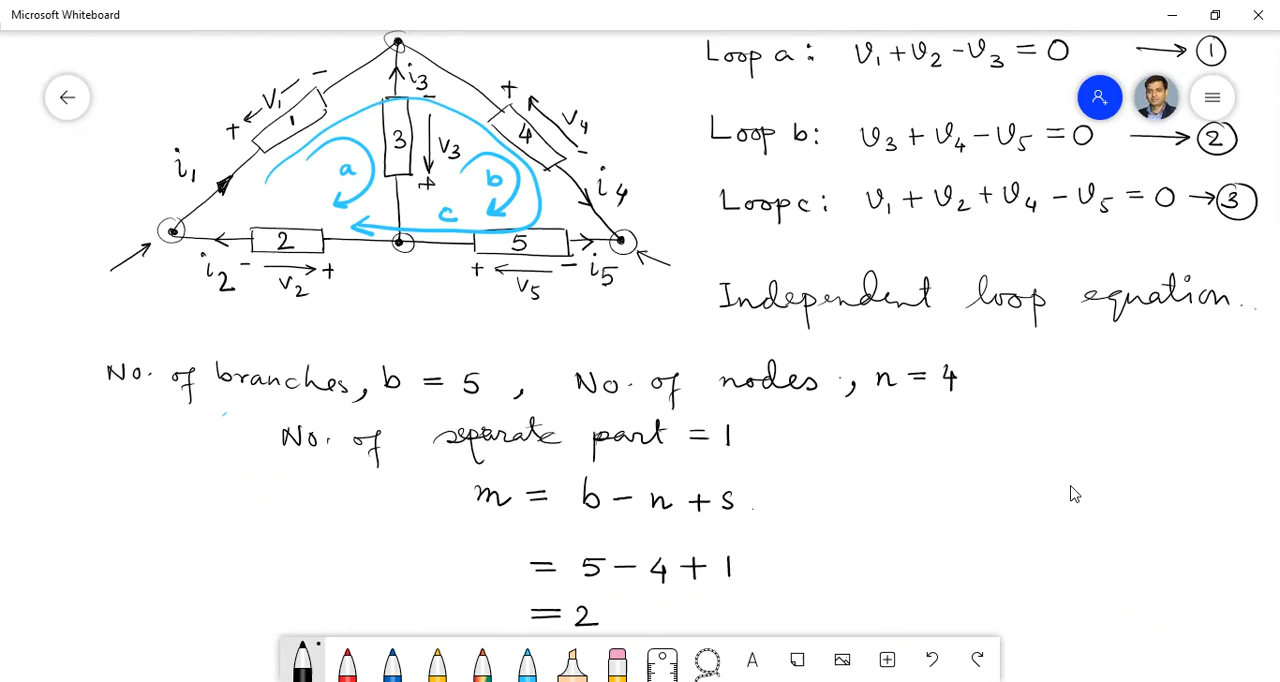 Microsoft Whiteboard
Loop a: v₁ + v₂ - v₃ = 0 → ①
Loop b: v₃ + v₄ - v₅ = 0 → ②
Loop c: v₁ + v₂ + v₄ - v₅ = 0 → ③
Independent loop equation..
+ v₁ -
1
i₁
i₃
-
3
v₃
+
a
b
c
+
4
v₄
-
i₄
2
i₂ - v₂ +
5
+ v₅ - i₅
No. of branches, b = 5 , No. of nodes , n = 4
No. of separate part = 1
m = b - n + s
= 5 - 4 + 1
= 2
A